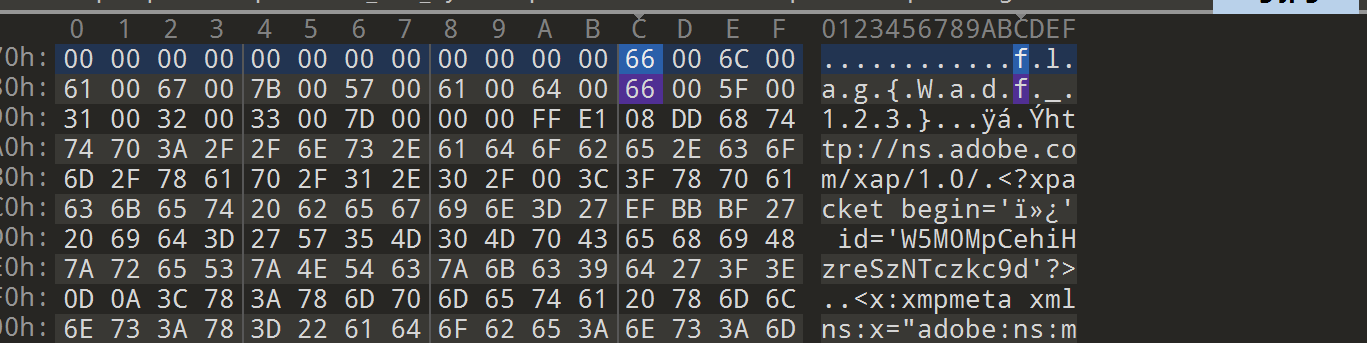 0 1 2 3 4 5 6 7 8 9 A B C D E F 0123456789ABCDEF
70h: 00 00 00 00 00 00 00 00 00 00 00 00 66 00 6C 00 ............f.l.
80h: 61 00 67 00 7B 00 57 00 61 00 64 00 66 00 5F 00 a.g.{.W.a.d.f._.
90h: 31 00 32 00 33 00 7D 00 00 00 FF E1 08 DD 68 74 1.2.3.}...ÿá.Ýht
A0h: 74 70 3A 2F 2F 6E 73 2E 61 64 6F 62 65 2E 63 6F tp://ns.adobe.co
B0h: 6D 2F 78 61 70 2F 31 2E 30 2F 00 3C 3F 78 70 61 m/xap/1.0/.<?xpa
C0h: 63 6B 65 74 20 62 65 67 69 6E 3D 27 EF BB BF 27 cket begin='ï»¿'
D0h: 20 69 64 3D 27 57 35 4D 30 4D 70 43 65 68 69 48  id='W5M0MpCehiH
E0h: 7A 72 65 53 7A 4E 54 63 7A 6B 63 39 64 27 3F 3E zreSzNTczkc9d'?>
F0h: 0D 0A 3C 78 3A 78 6D 70 6D 65 74 61 20 78 6D 6C ..<x:xmpmeta xml
00h: 6E 73 3A 78 3D 22 61 64 6F 62 65 3A 6E 73 3A 6D ns:x="adobe:ns:m